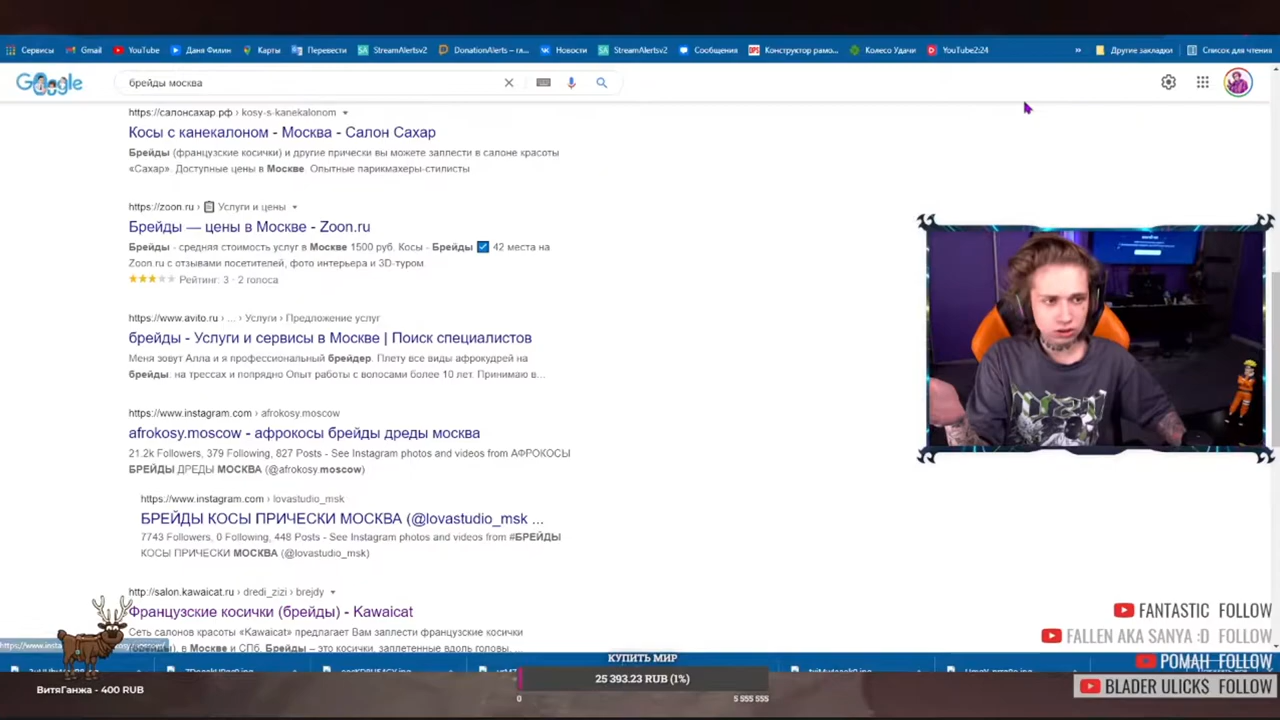 Сервисы Gmail YouTube Даня Филин Карты Перевести StreamAlertsv2 DonationAlerts – гл... Новости StreamAlertsv2 Сообщения Конструктор рамо... Колесо Удачи YouTube2:24 » Другие закладки Список для чтения
Google брейды москва
https://салонсахар.рф › kosy-s-kanekalonom
Косы с канекалоном - Москва - Салон Сахар
Брейды (французские косички) и другие прически вы можете заплести в салоне красоты
«Сахар». Доступные цены в Москве. Опытные парикмахеры-стилисты
https://zoon.ru › Услуги и цены
Брейды — цены в Москве - Zoon.ru
Брейды - средняя стоимость услуг в Москве 1500 руб. Косы - Брейды ☑ 42 места на
Zoon.ru с отзывами посетителей, фото интерьера и 3D-туром.
Рейтинг: 3 · 2 голоса
https://www.avito.ru › ... › Услуги › Предложение услуг
брейды - Услуги и сервисы в Москве | Поиск специалистов
Меня зовут Алла и я профессиональный брейдер. Плету все виды афрокудрей на
брейды: на трессах и попрядно Опыт работы с волосами более 10 лет. Принимаю в...
https://www.instagram.com › afrokosy.moscow
afrokosy.moscow - афрокосы брейды дреды москва
21.2k Followers, 379 Following, 827 Posts - See Instagram photos and videos from АФРОКОСЫ
БРЕЙДЫ ДРЕДЫ МОСКВА (@afrokosy.moscow)
https://www.instagram.com › lovastudio_msk
БРЕЙДЫ КОСЫ ПРИЧЕСКИ МОСКВА (@lovastudio_msk ...
7743 Followers, 0 Following, 448 Posts - See Instagram photos and videos from #БРЕЙДЫ
КОСЫ ПРИЧЕСКИ МОСКВА (@lovastudio_msk)
http://salon.kawaicat.ru › dredi_zizi › brejdy
Французские косички (брейды) - Kawaicat
Сеть салонов красоты «Kawaicat» предлагает Вам заплести французские косички
в Москве и СПб. Брейды – это косички, заплетенные вдоль головы,
FANTASTIC FOLLOW
FALLEN AKA SANYA :D FOLLOW
РОМАН FOLLOW
BLADER ULICKS FOLLOW
КУПИТЬ МИР
25 393.23 RUB (1%)
0 5 555 555
ВитяГанжа - 400 RUB